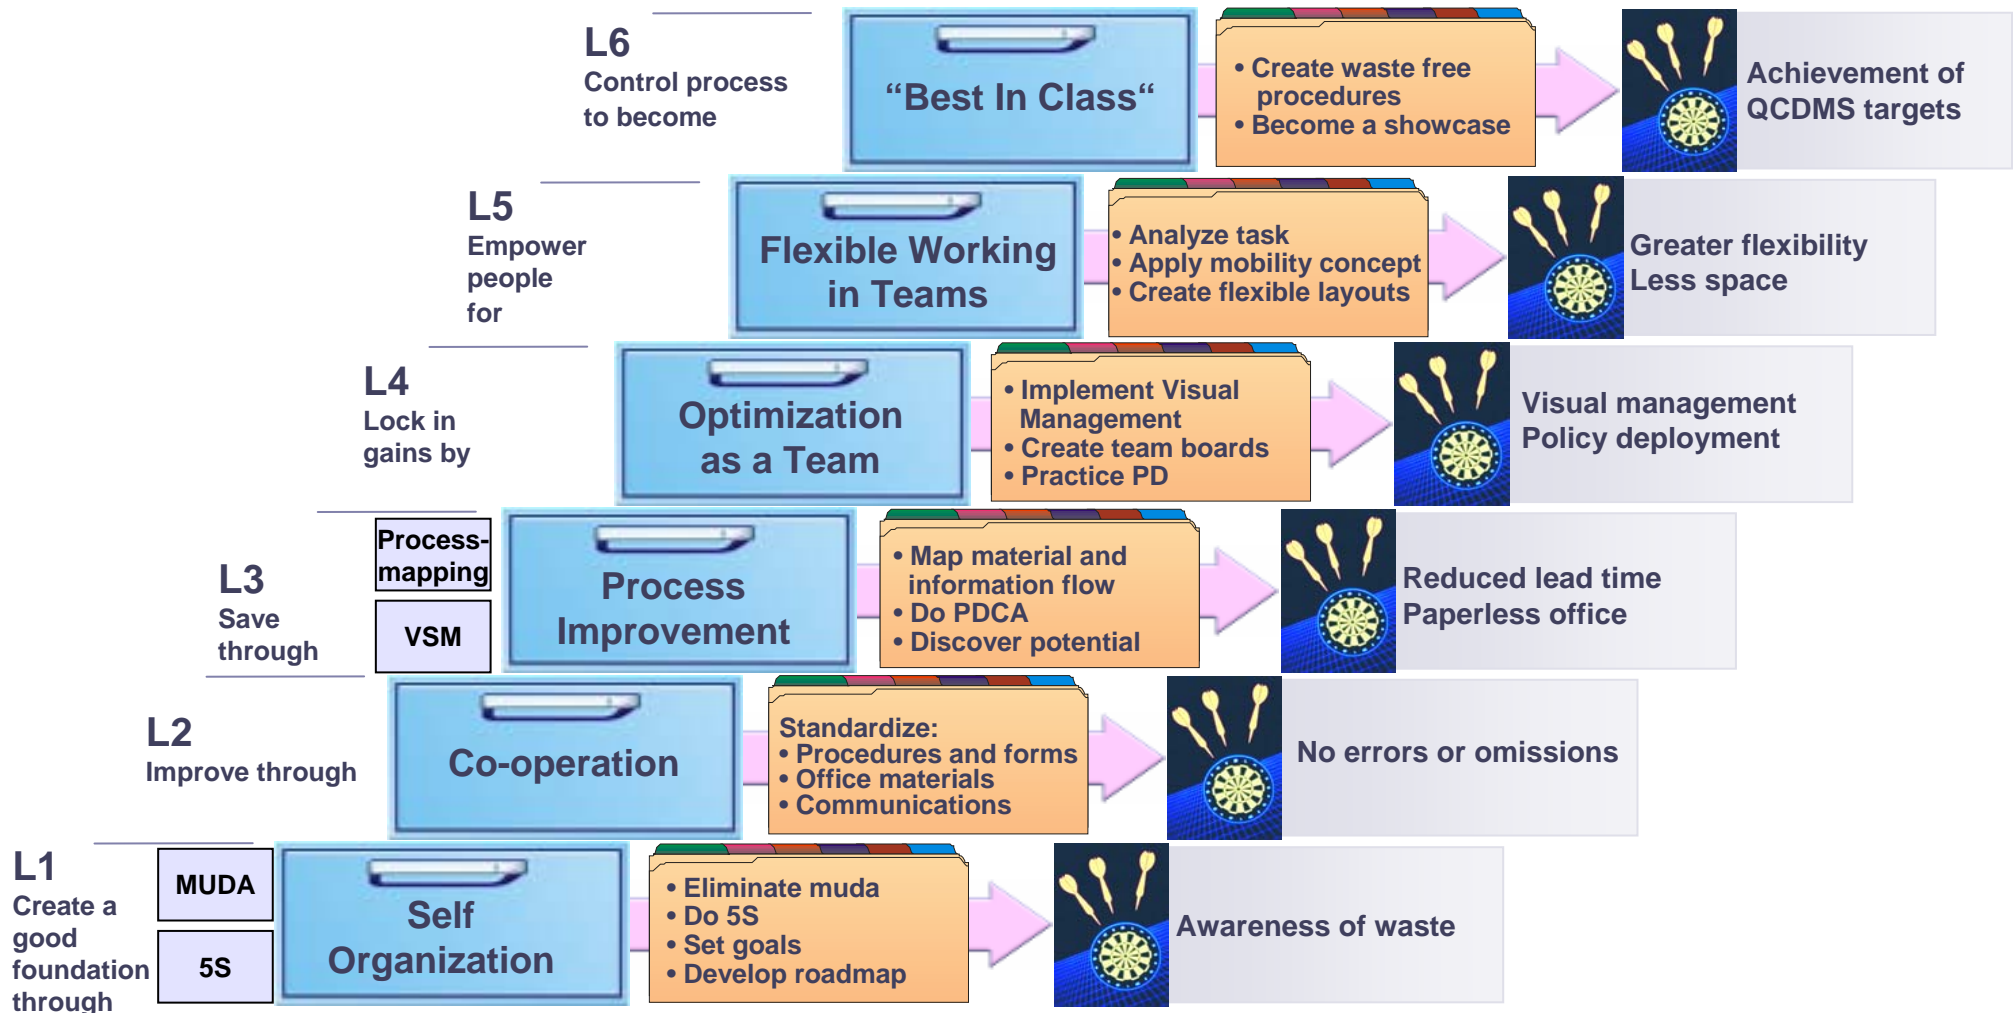 L6
Control process
to become
“Best In Class“
• Create waste free
procedures
• Become a showcase
Achievement of
QCDMS targets
L5
Empower
people
for
Flexible Working
in Teams
• Analyze task
• Apply mobility concept
• Create flexible layouts
Greater flexibility
Less space
L4
Lock in
gains by
Optimization
as a Team
• Implement Visual
Management
• Create team boards
• Practice PD
Visual management
Policy deployment
L3
Save
through
Process-
mapping
VSM
Process
Improvement
• Map material and
information flow
• Do PDCA
• Discover potential
Reduced lead time
Paperless office
L2
Improve through
Co-operation
Standardize:
• Procedures and forms
• Office materials
• Communications
No errors or omissions
L1
Create a
good
foundation
through
MUDA
5S
Self
Organization
• Eliminate muda
• Do 5S
• Set goals
• Develop roadmap
Awareness of waste